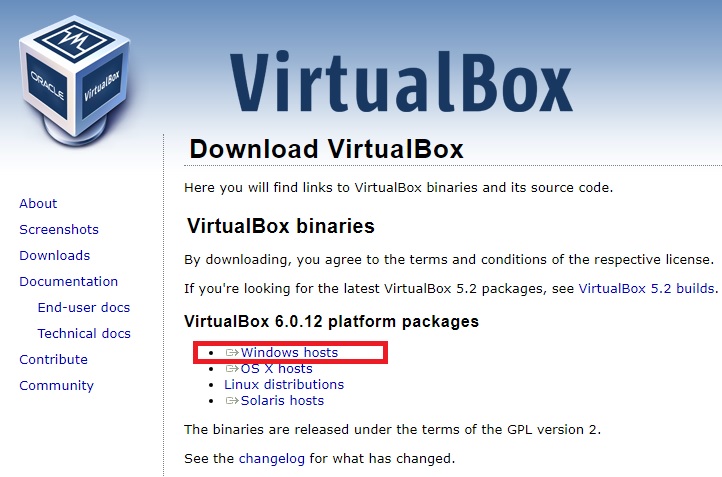 ORACLE
VirtualBox
VirtualBox
Download VirtualBox
Here you will find links to VirtualBox binaries and its source code.
About
Screenshots
Downloads
Documentation
End-user docs
Technical docs
Contribute
Community
VirtualBox binaries
By downloading, you agree to the terms and conditions of the respective license.
If you're looking for the latest VirtualBox 5.2 packages, see VirtualBox 5.2 builds.
VirtualBox 6.0.12 platform packages
Windows hosts
OS X hosts
Linux distributions
Solaris hosts
The binaries are released under the terms of the GPL version 2.
See the changelog for what has changed.